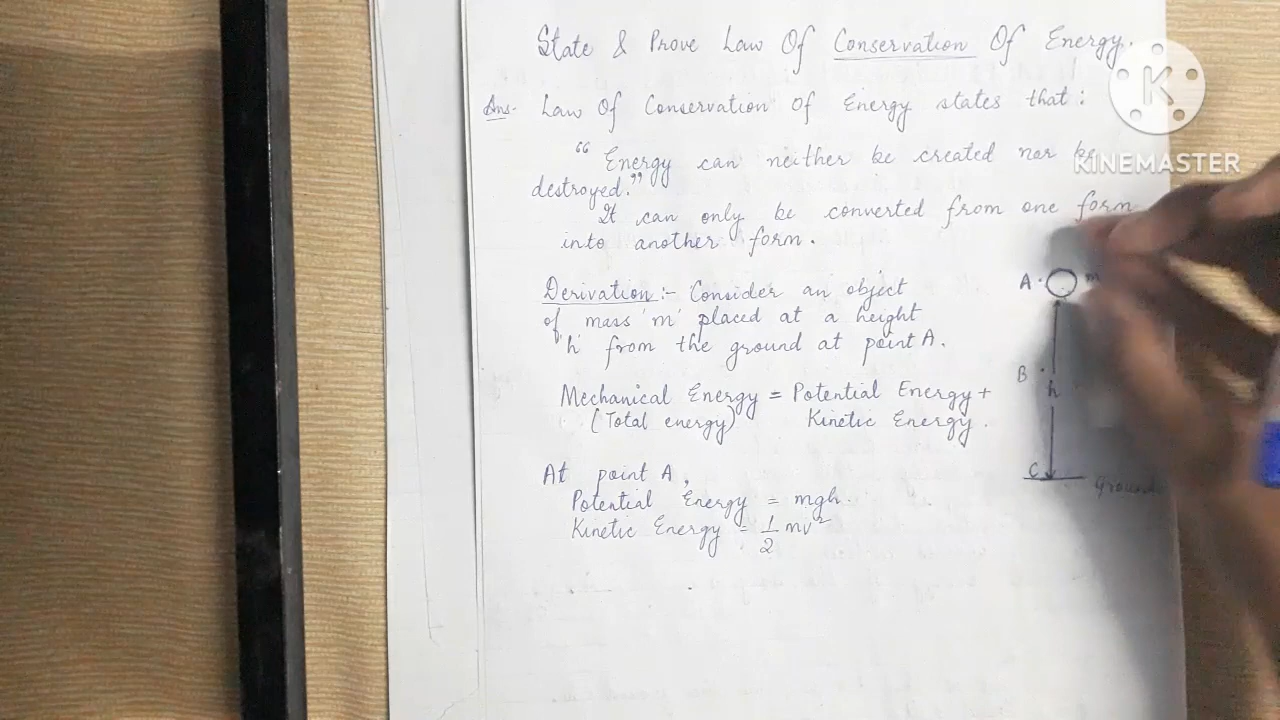 State & Prove Law Of Conservation Of Energy.
Ans- Law Of Conservation Of Energy states that :
" Energy can neither be created nor be
destroyed."
It can only be converted from one form
into another form.
Derivation :- Consider an object
of mass 'm' placed at a height
'h' from the ground at point A.
Mechanical Energy = Potential Energy +
(Total energy) Kinetic Energy.
At point A,
Potential Energy = mgh.
Kinetic Energy = 1/2 mv²
A
m
B
h
C
Ground
K
KINEMASTER